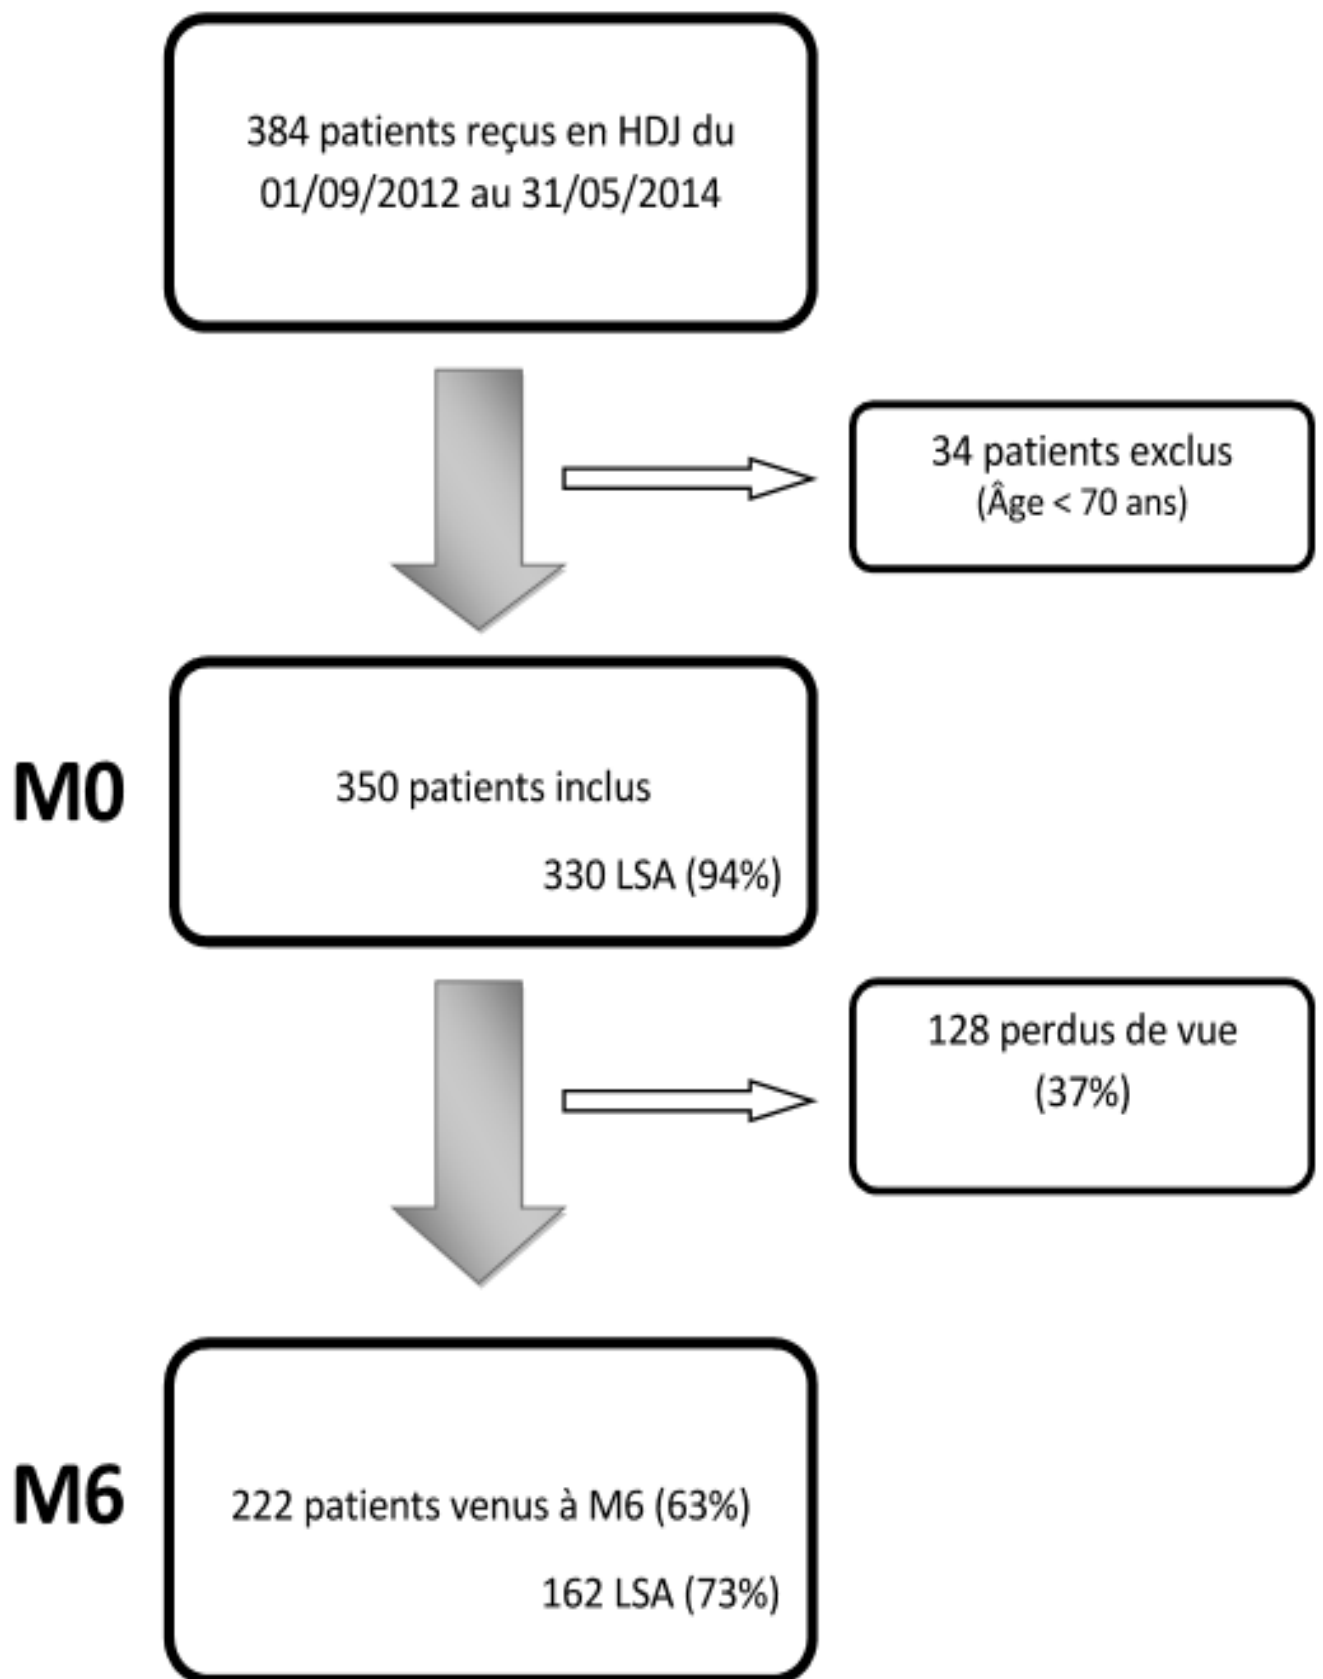 384 patients reçus en HDJ du
01/09/2012 au 31/05/2014
34 patients exclus
(Âge < 70 ans)
M0
350 patients inclus
330 LSA (94%)
128 perdus de vue
(37%)
M6
222 patients venus à M6 (63%)
162 LSA (73%)